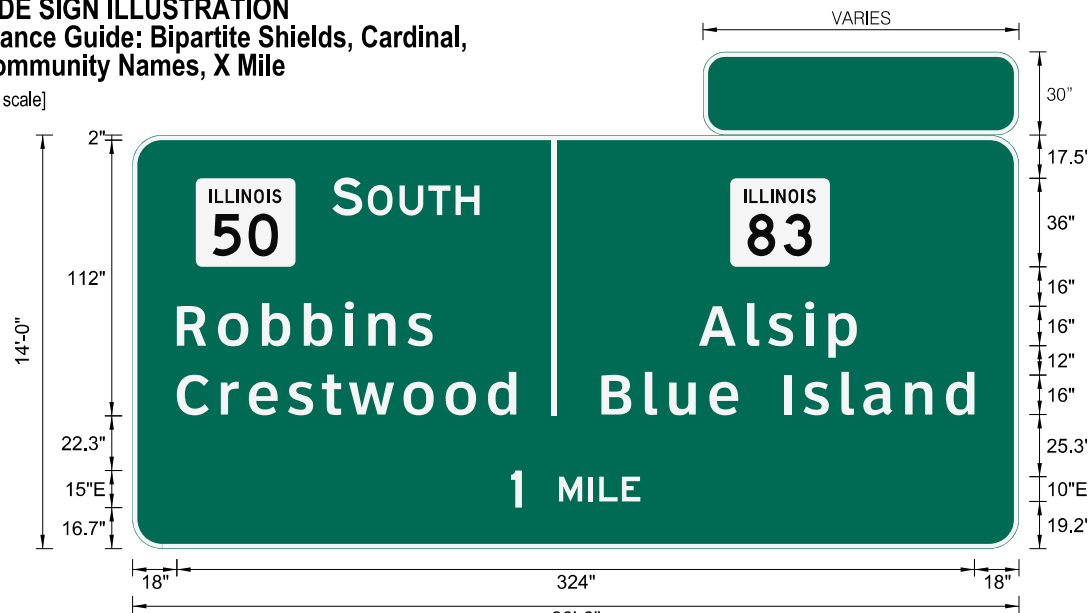 DE SIGN ILLUSTRATION
ance Guide: Bipartite Shields, Cardinal,
ommunity Names, X Mile
scale]
VARIES
30"
2"
17.5"
ILLINOIS
50
SOUTH
ILLINOIS
83
36"
112"
16"
14'-0"
Robbins
Alsip
16"
12"
Crestwood
Blue Island
16"
22.3"
25.3"
15"E
1 MILE
10"E
16.7"
19.2"
18"
324"
18"